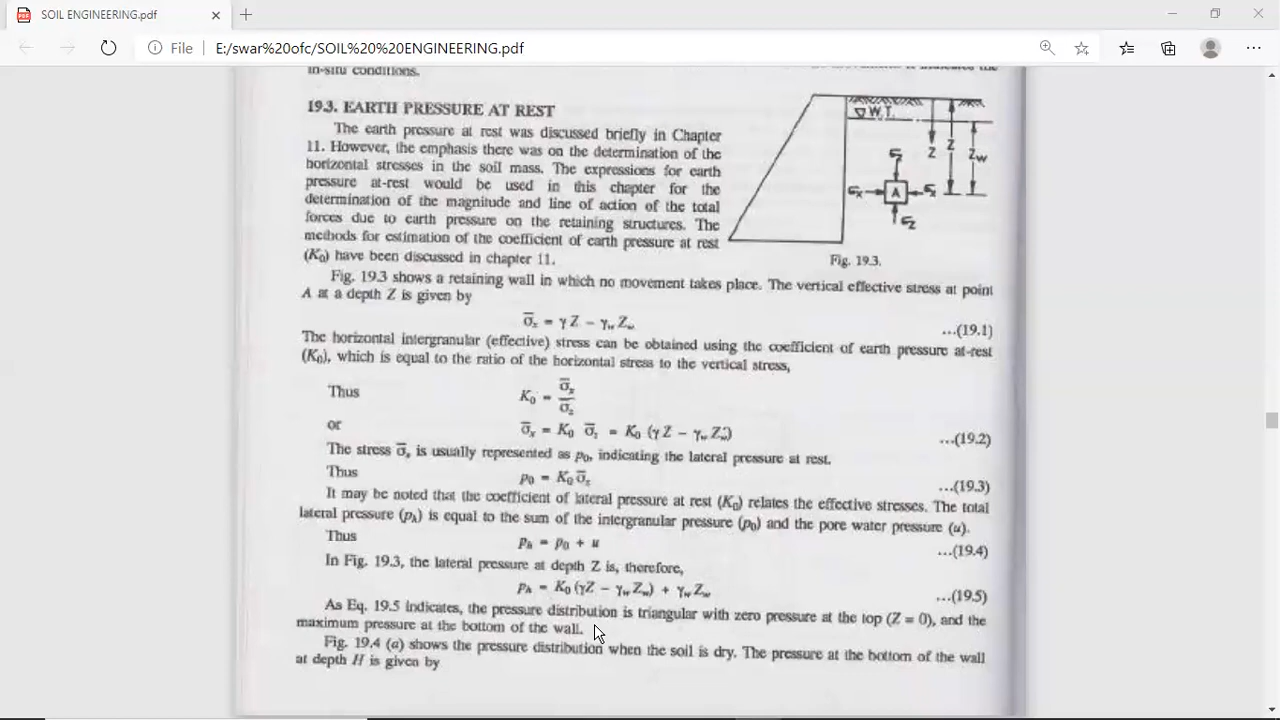 SOIL ENGINEERING.pdf
File
E:/swar%20ofc/SOIL%20%20ENGINEERING.pdf
in-situ conditions.
indicates the
19.3. EARTH PRESSURE AT REST
The earth pressure at rest was discussed briefly in Chapter
11. However, the emphasis there was on the determination of the
horizontal stresses in the soil mass. The expressions for earth
pressure at-rest would be used in this chapter for the
determination of the magnitude and line of action of the total
forces due to earth pressure on the retaining structures. The
methods for estimation of the coefficient of earth pressure at rest
(K₀) have been discussed in chapter 11.
W.T.
Z Z Zw
σz
σx A σx
σz
Fig. 19.3.
Fig. 19.3 shows a retaining wall in which no movement takes place. The vertical effective stress at point
A at a depth Z is given by
σ̄z = γ Z − γw Zw ...(19.1)
The horizontal intergranular (effective) stress can be obtained using the coefficient of earth pressure at-rest
(K₀), which is equal to the ratio of the horizontal stress to the vertical stress,
Thus K₀ = σ̄x / σ̄z
or σ̄x = K₀ σ̄z = K₀ (γ Z − γw Zw) ...(19.2)
The stress σ̄x is usually represented as p₀, indicating the lateral pressure at rest.
Thus p₀ = K₀ σ̄z ...(19.3)
It may be noted that the coefficient of lateral pressure at rest (K₀) relates the effective stresses. The total
lateral pressure (pₕ) is equal to the sum of the intergranular pressure (p₀) and the pore water pressure (u).
Thus pₕ = p₀ + u ...(19.4)
In Fig. 19.3, the lateral pressure at depth Z is, therefore,
pₕ = K₀ (γZ − γw Zw) + γw Zw ...(19.5)
As Eq. 19.5 indicates, the pressure distribution is triangular with zero pressure at the top (Z = 0), and the
maximum pressure at the bottom of the wall.
Fig. 19.4 (a) shows the pressure distribution when the soil is dry. The pressure at the bottom of the wall
at depth H is given by